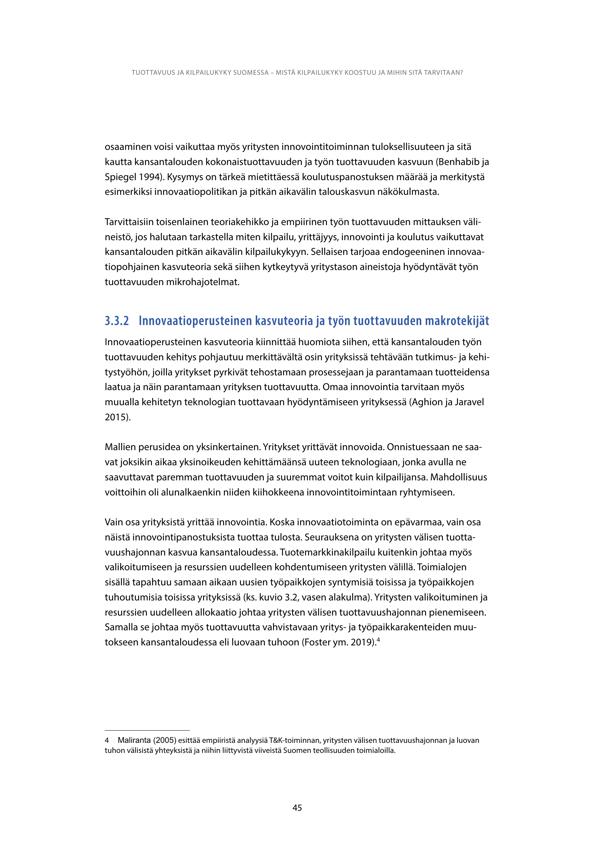 TUOTTAVUUS JA KILPAILUKYKY SUOMESSA – MISTÄ KILPAILUKYKY KOOSTUU JA MIHIN SITÄ TARVITAAN?
osaaminen voisi vaikuttaa myös yritysten innovointitoiminnan tuloksellisuuteen ja sitä
kautta kansantalouden kokonaistuottavuuden ja työn tuottavuuden kasvuun (Benhabib ja
Spiegel 1994). Kysymys on tärkeä mietittäessä koulutuspanostuksen määrää ja merkitystä
esimerkiksi innovaatiopolitikan ja pitkän aikavälin talouskasvun näkökulmasta.
Tarvittaisiin toisenlainen teoriakehikko ja empiirinen työn tuottavuuden mittauksen väli-
neistö, jos halutaan tarkastella miten kilpailu, yrittäjyys, innovointi ja koulutus vaikuttavat
kansantalouden pitkän aikavälin kilpailukykyyn. Sellaisen tarjoaa endogeeninen innovaa-
tiopohjainen kasvuteoria sekä siihen kytkeytyvä yritystason aineistoja hyödyntävät työn
tuottavuuden mikrohajotelmat.
3.3.2 Innovaatioperusteinen kasvuteoria ja työn tuottavuuden makrotekijät
Innovaatioperusteinen kasvuteoria kiinnittää huomiota siihen, että kansantalouden työn
tuottavuuden kehitys pohjautuu merkittävältä osin yrityksissä tehtävään tutkimus- ja kehi-
tystyöhön, joilla yritykset pyrkivät tehostamaan prosessejaan ja parantamaan tuotteidensa
laatua ja näin parantamaan yrityksen tuottavuutta. Omaa innovointia tarvitaan myös
muualla kehitetyn teknologian tuottavaan hyödyntämiseen yrityksessä (Aghion ja Jaravel
2015).
Mallien perusidea on yksinkertainen. Yritykset yrittävät innovoida. Onnistuessaan ne saa-
vat joksikin aikaa yksinoikeuden kehittämäänsä uuteen teknologiaan, jonka avulla ne
saavuttavat paremman tuottavuuden ja suuremmat voitot kuin kilpailijansa. Mahdollisuus
voittoihin oli alunalkaenkin niiden kiihokkeena innovointitoimintaan ryhtymiseen.
Vain osa yrityksistä yrittää innovointia. Koska innovaatiotoiminta on epävarmaa, vain osa
näistä innovointipanostuksista tuottaa tulosta. Seurauksena on yritysten välisen tuotta-
vuushajonnan kasvua kansantaloudessa. Tuotemarkkinakilpailu kuitenkin johtaa myös
valikoitumiseen ja resurssien uudelleen kohdentumiseen yritysten välillä. Toimialojen
sisällä tapahtuu samaan aikaan uusien työpaikkojen syntymisiä toisissa ja työpaikkojen
tuhoutumisia toisissa yrityksissä (ks. kuvio 3.2, vasen alakulma). Yritysten valikoituminen ja
resurssien uudelleen allokaatio johtaa yritysten välisen tuottavuushajonnan pienemiseen.
Samalla se johtaa myös tuottavuutta vahvistavaan yritys- ja työpaikkarakenteiden muu-
tokseen kansantaloudessa eli luovaan tuhoon (Foster ym. 2019).4
4 Maliranta (2005) esittää empiiristä analyysiä T&K-toiminnan, yritysten välisen tuottavuushajonnan ja luovan
tuhon välisistä yhteyksistä ja niihin liittyvistä viiveistä Suomen teollisuuden toimialoilla.
45